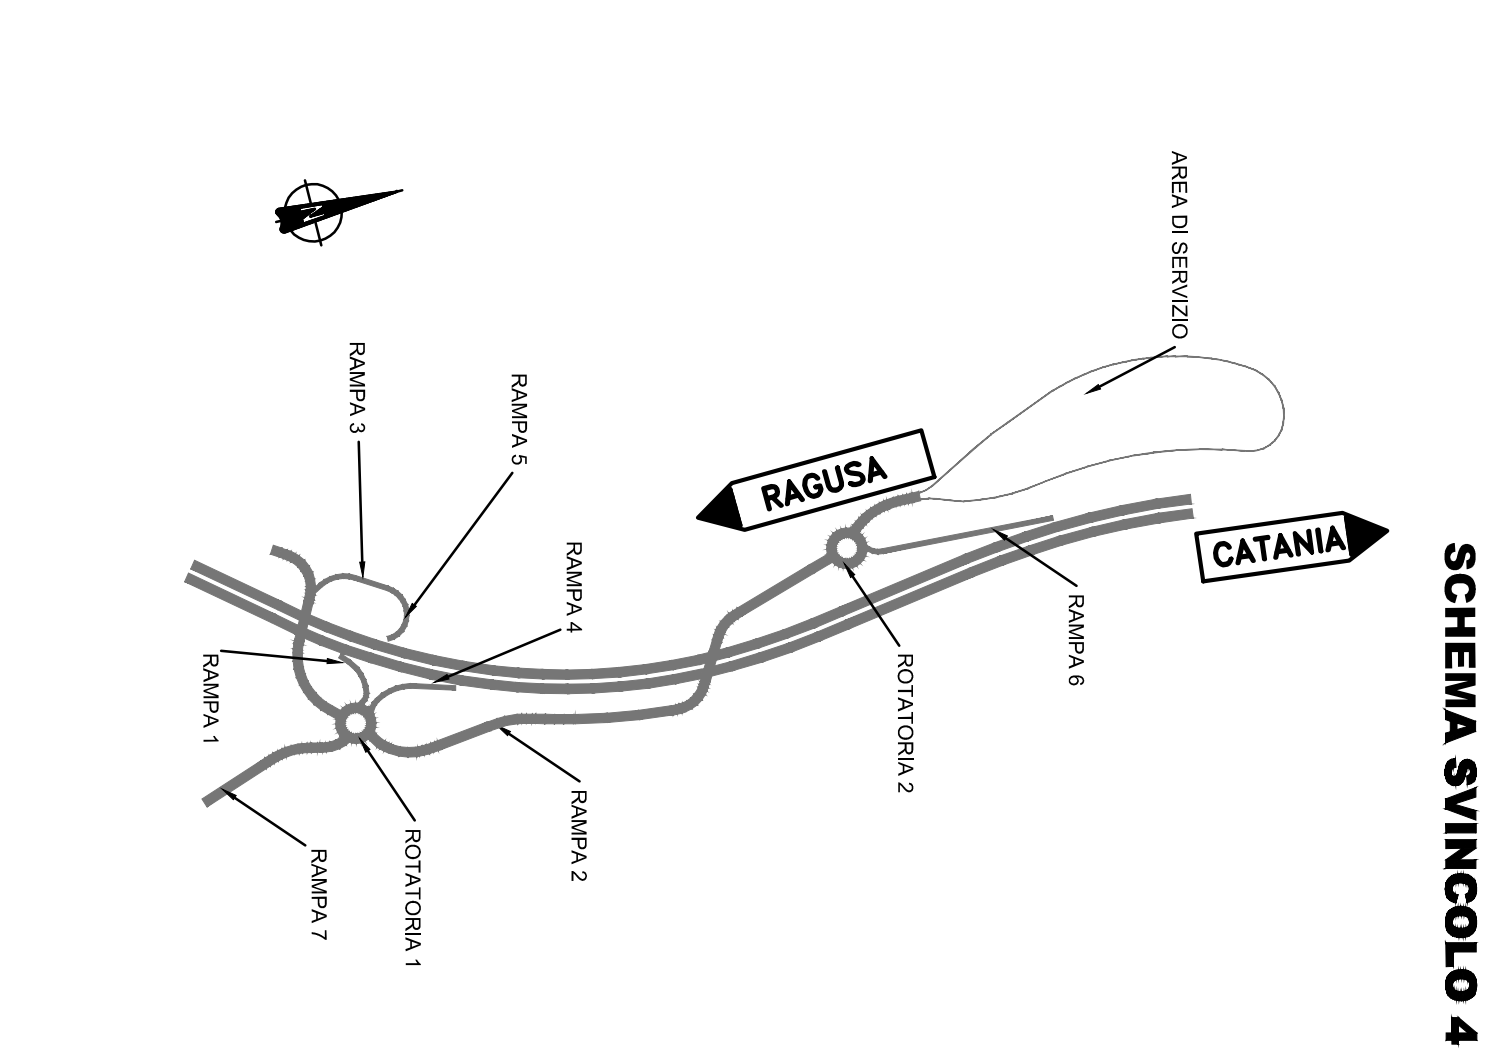 SCHEMA SVINCOLO 4
AREA DI SERVIZIO
RAGUSA
CATANIA
RAMPA 3
RAMPA 5
RAMPA 4
RAMPA 6
ROTATORIA 2
RAMPA 1
RAMPA 2
ROTATORIA 1
RAMPA 7